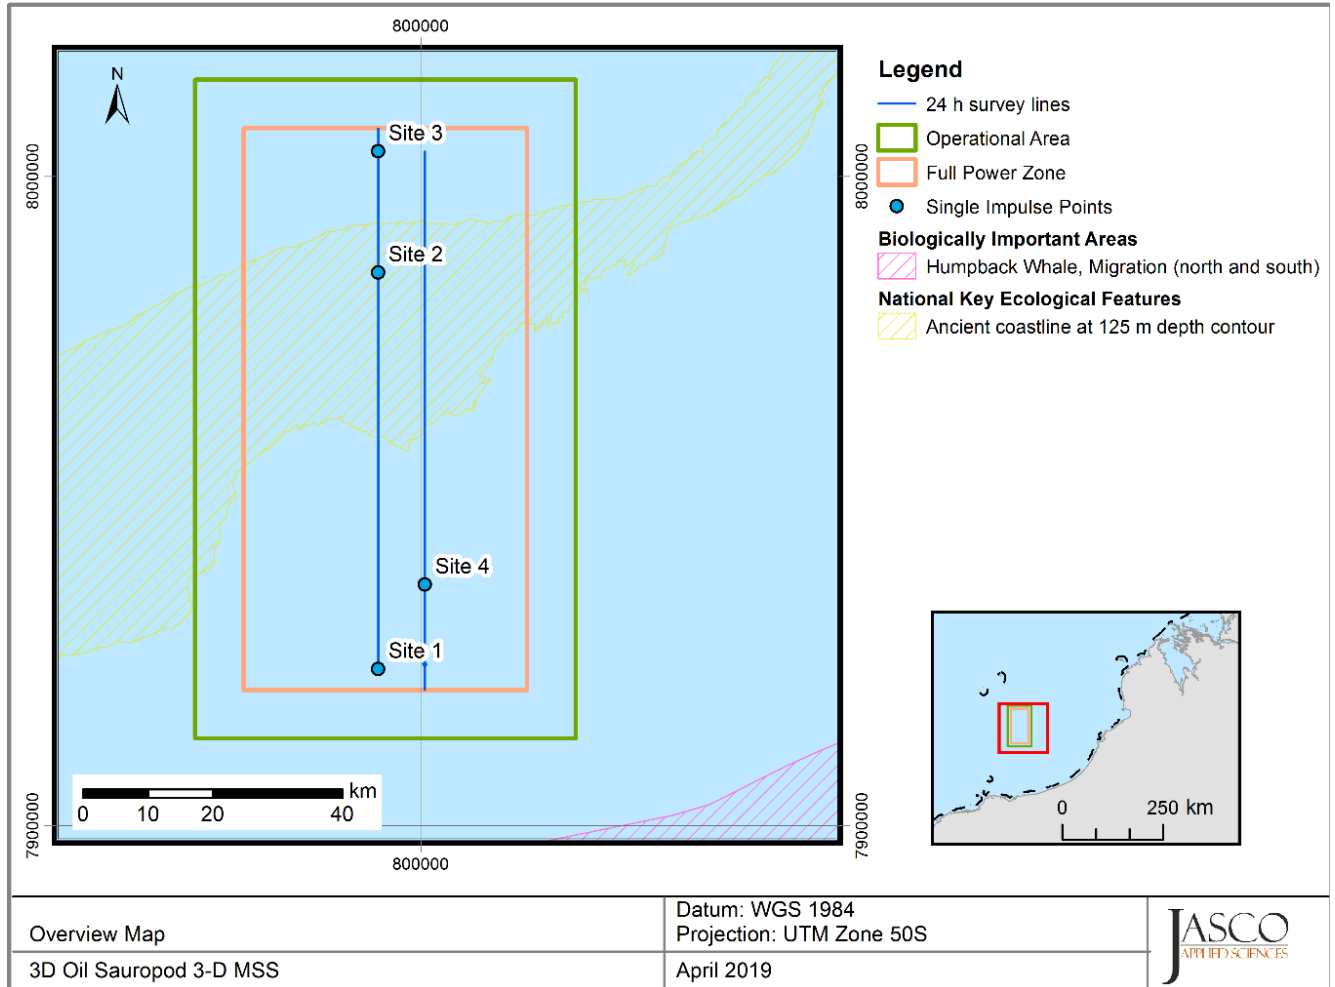 800000
N
8000000
8000000
Site 3
Site 2
Site 4
Site 1
km
0 10 20 40
7900000
7900000
800000
Legend
24 h survey lines
Operational Area
Full Power Zone
Single Impulse Points
Biologically Important Areas
Humpback Whale, Migration (north and south)
National Key Ecological Features
Ancient coastline at 125 m depth contour
0 250 km
Overview Map
3D Oil Sauropod 3-D MSS
Datum: WGS 1984
Projection: UTM Zone 50S
April 2019
JASCO
APPLIED SCIENCES